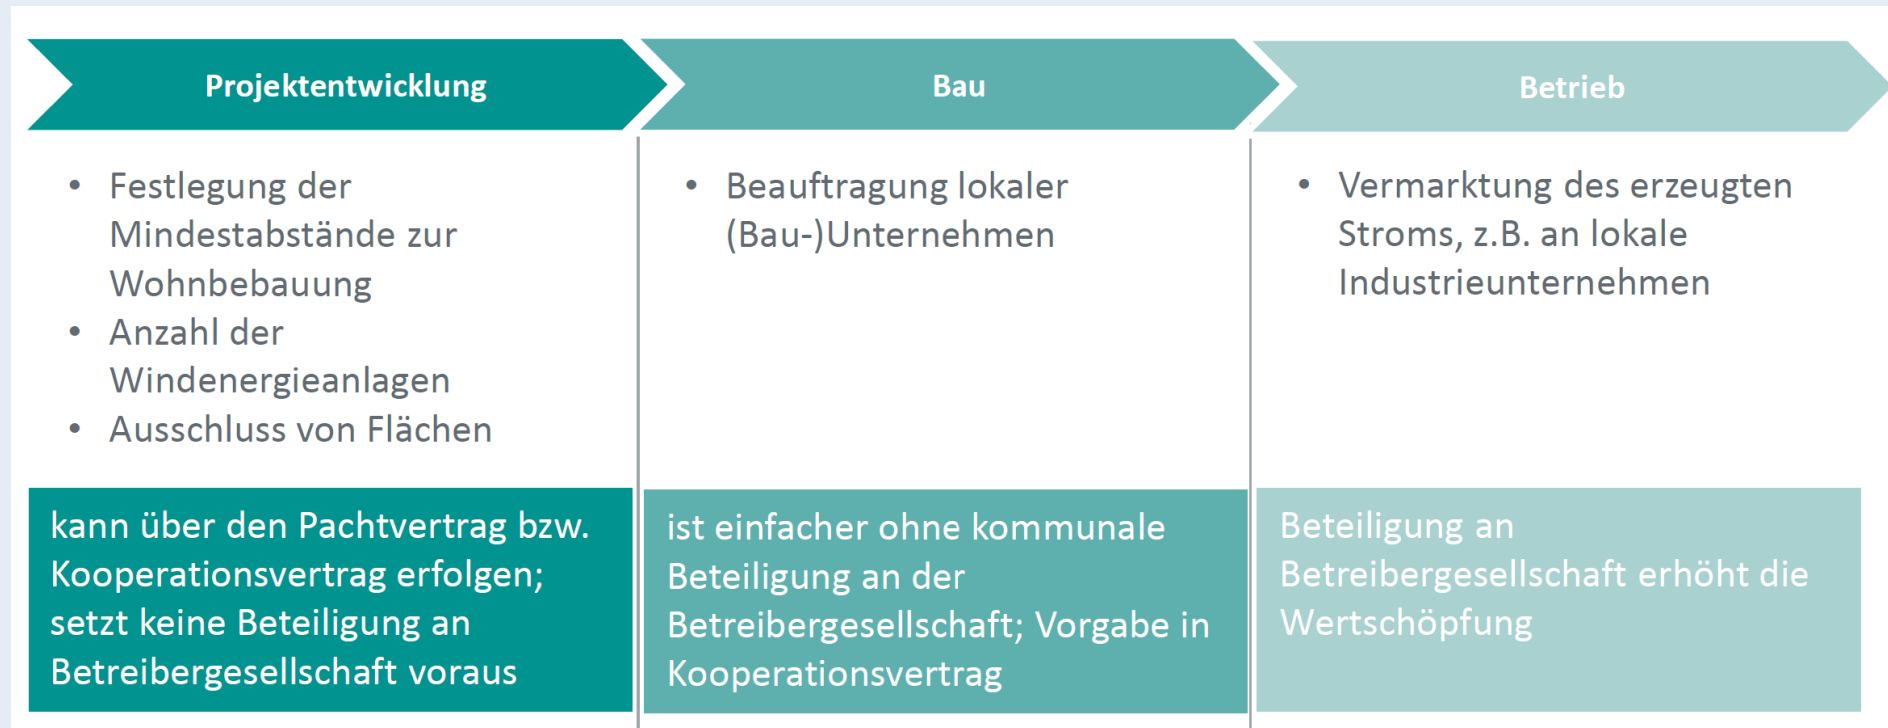 Projektentwicklung
Bau
Betrieb
• Festlegung der
Mindestabstände zur
Wohnbebauung
• Anzahl der
Windenergieanlagen
• Ausschluss von Flächen
• Beauftragung lokaler
(Bau-)Unternehmen
• Vermarktung des erzeugten
Stroms, z.B. an lokale
Industrieunternehmen
kann über den Pachtvertrag bzw.
Kooperationsvertrag erfolgen;
setzt keine Beteiligung an
Betreibergesellschaft voraus
ist einfacher ohne kommunale
Beteiligung an der
Betreibergesellschaft; Vorgabe in
Kooperationsvertrag
Beteiligung an
Betreibergesellschaft erhöht die
Wertschöpfung